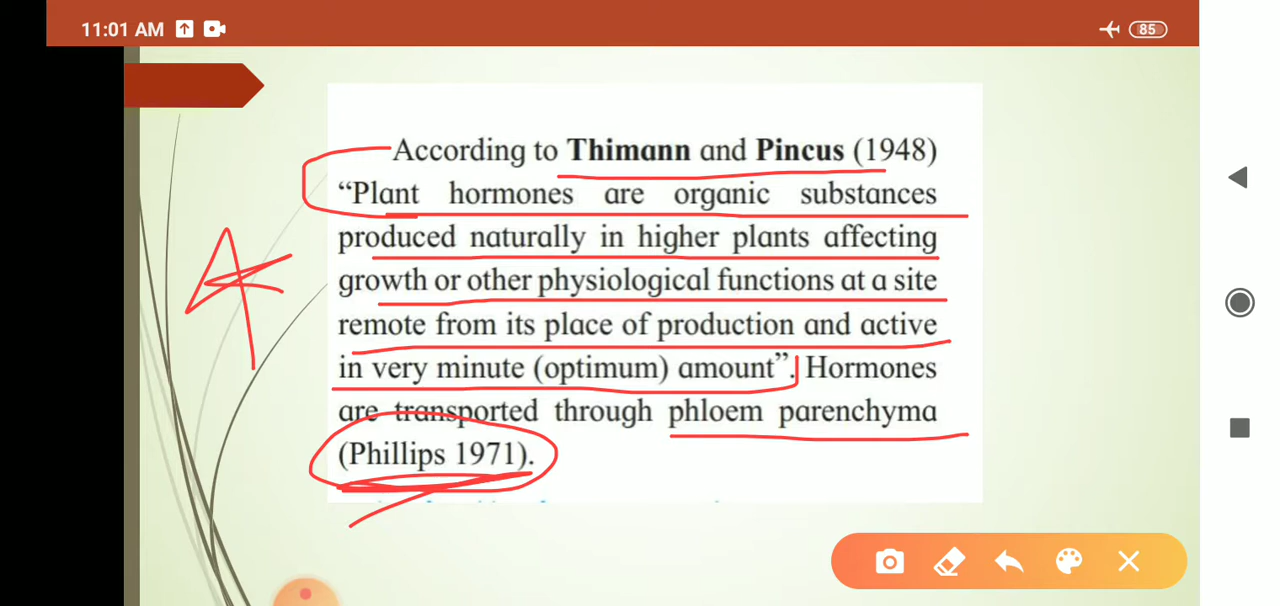 11:01 AM
85
According to Thimann and Pincus (1948)
“Plant hormones are organic substances
produced naturally in higher plants affecting
growth or other physiological functions at a site
remote from its place of production and active
in very minute (optimum) amount”. Hormones
are transported through phloem parenchyma
(Phillips 1971).